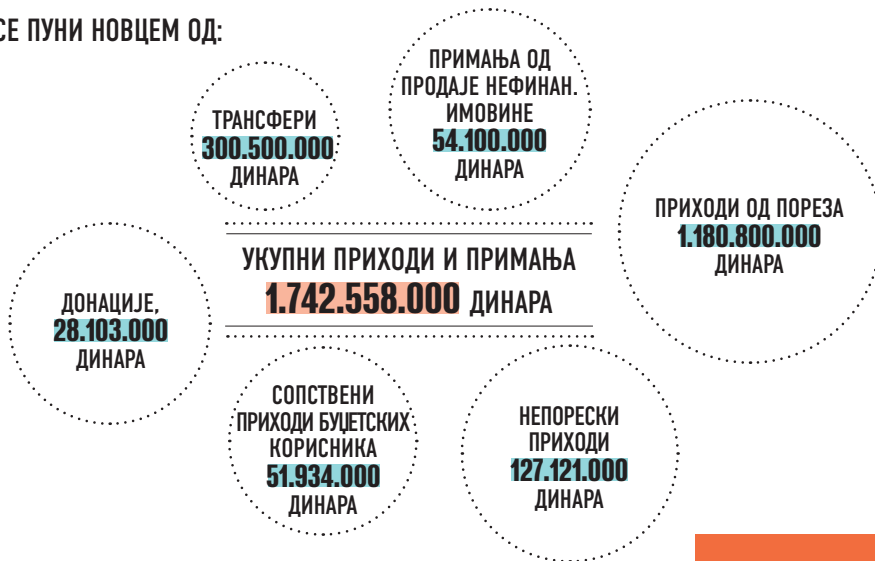 СЕ ПУНИ НОВЦЕМ ОД:
ТРАНСФЕРИ
300.500.000
ДИНАРА
ПРИМАЊА ОД
ПРОДАЈЕ НЕФИНАН.
ИМОВИНЕ
54.100.000
ДИНАРА
ПРИХОДИ ОД ПОРЕЗА
1.180.800.000
ДИНАРА
УКУПНИ ПРИХОДИ И ПРИМАЊА
1.742.558.000 ДИНАРА
ДОНАЦИЈЕ,
28.103.000
ДИНАРА
СОПСТВЕНИ
ПРИХОДИ БУЏЕТСКИХ
КОРИСНИКА
51.934.000
ДИНАРА
НЕПОРЕСКИ
ПРИХОДИ
127.121.000
ДИНАРА